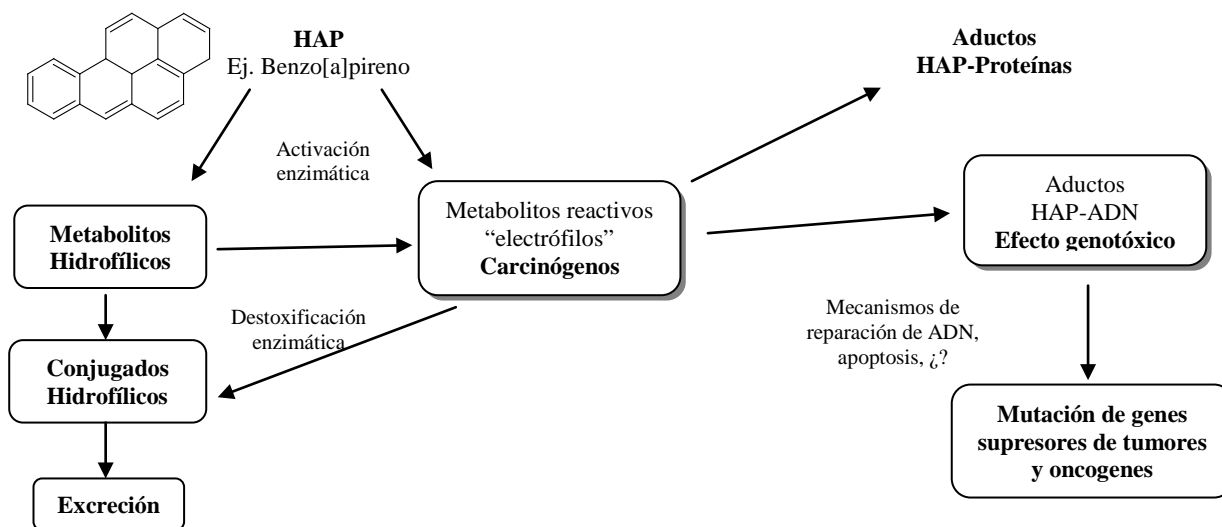 HAP
Ej. Benzo[a]pireno
Aductos
HAP-Proteínas
Activación
enzimática
Metabolitos reactivos
“electrófilos”
Carcinógenos
Aductos
HAP-ADN
Efecto genotóxico
Metabolitos
Hidrofílicos
Destoxificación
enzimática
Mecanismos de
reparación de ADN,
apoptosis, ¿?
Conjugados
Hidrofílicos
Mutación de genes
supresores de tumores
y oncogenes
Excreción